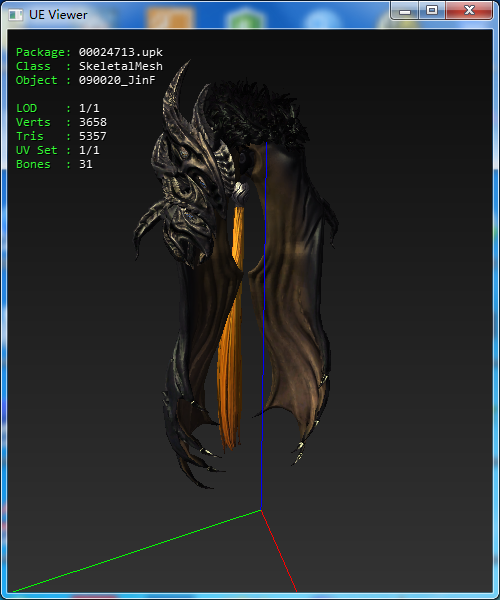 UE Viewer
Package: 00024713.upk
Class : SkeletalMesh
Object : 090020_JinF
LOD : 1/1
Verts : 3658
Tris : 5357
UV Set : 1/1
Bones : 31